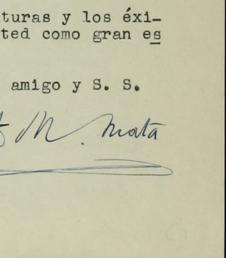 turas y los éxi-
ted como gran es
amigo y S. S.
M. Mata